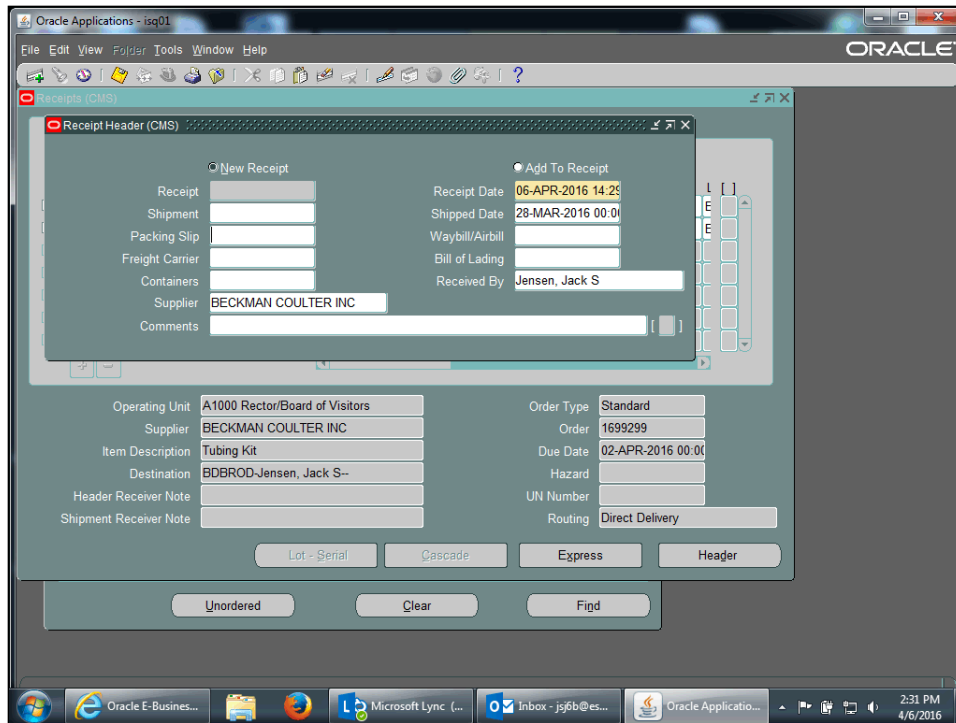 Oracle Applications - isq01
File Edit View Folder Tools Window Help
ORACLE
Receipts (CMS)
Receipt Header (CMS)
New Receipt Add To Receipt
Receipt Receipt Date 06-APR-2016 14:29
Shipment Shipped Date 28-MAR-2016 00:00
Packing Slip Waybill/Airbill
Freight Carrier Bill of Lading
Containers Received By Jensen, Jack S
Supplier BECKMAN COULTER INC
Comments [ ]
L [ ]
E
E
Operating Unit A1000 Rector/Board of Visitors Order Type Standard
Supplier BECKMAN COULTER INC Order 1699299
Item Description Tubing Kit Due Date 02-APR-2016 00:00
Destination BDBROD-Jensen, Jack S-- Hazard
Header Receiver Note UN Number
Shipment Receiver Note Routing Direct Delivery
Lot - Serial Cascade Express Header
Unordered Clear Find
Oracle E-Busines... Microsoft Lync (... Inbox - jsj6b@es... Oracle Applicatio... 2:31 PM
4/6/2016